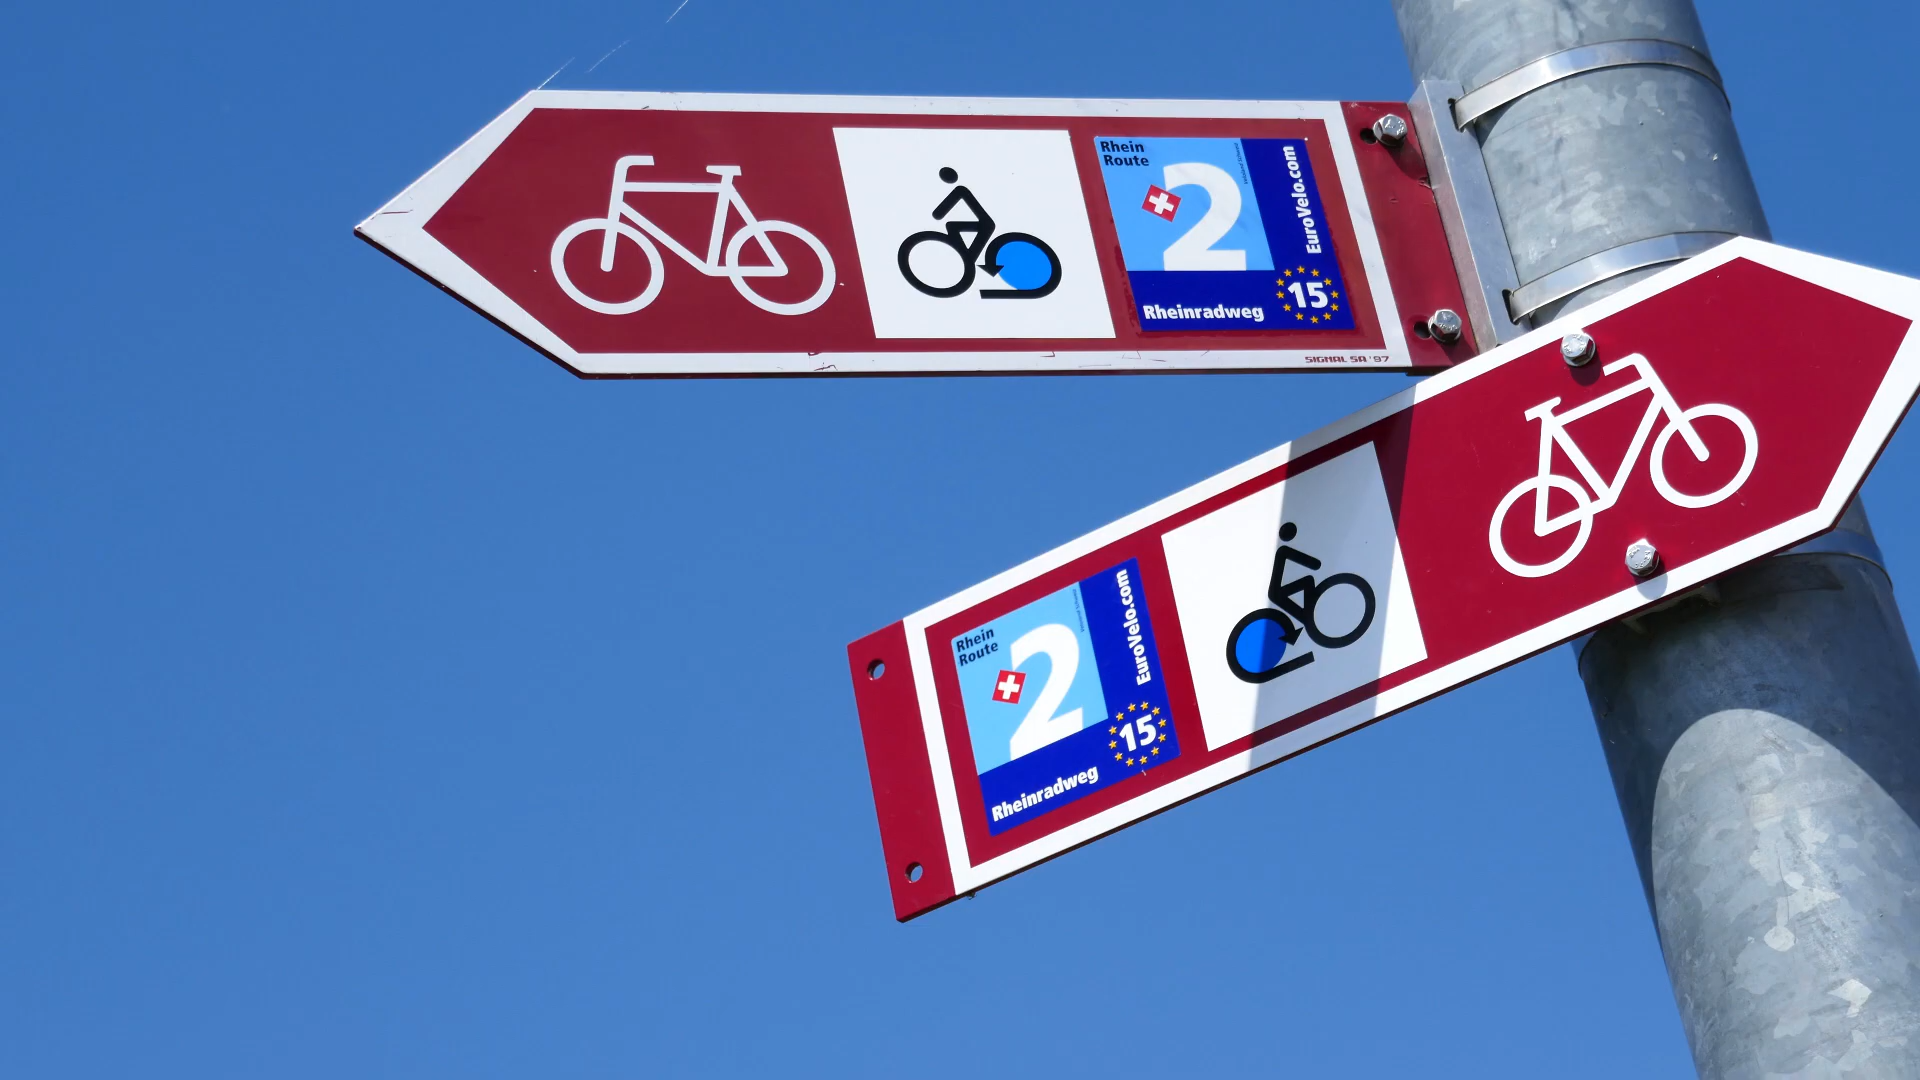 Rhein
Route
2
EuroVelo.com
15
Rheinradweg
SIGNAL SA '97
Rhein
Route
2
EuroVelo.com
15
Rheinradweg